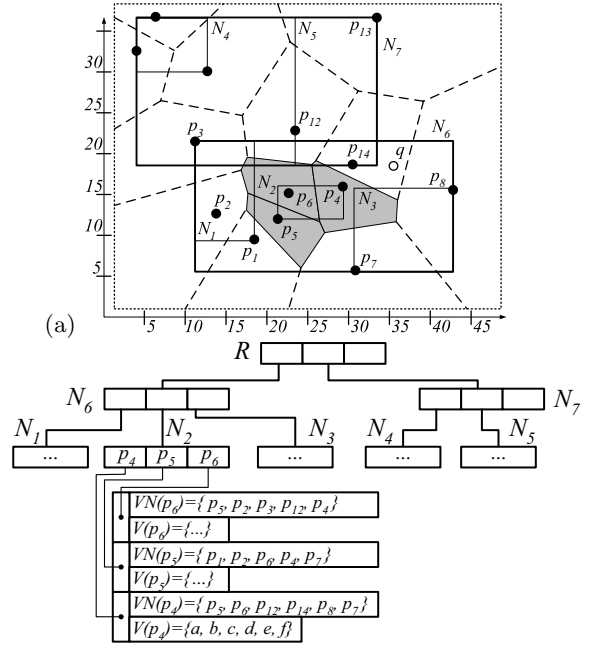 N4 N5 p13
N7
30
25
p12
20 p3 N6
p14 q
15 N2 p8
p6 p4 N3
p2
10 N1 p5
p1
5 p7
(a) 5 10 15 20 25 30 35 40 45
R
N6 N7
N1 N2 N3 N4 N5
... p4 p5 p6 ... ... ...
VN(p6)={ p5, p2, p3, p12, p4}
V(p6)={...}
VN(p5)={ p1, p2, p6, p4, p7}
V(p5)={...}
VN(p4)={ p5, p6, p12, p14, p8, p7}
V(p4)={a, b, c, d, e, f}